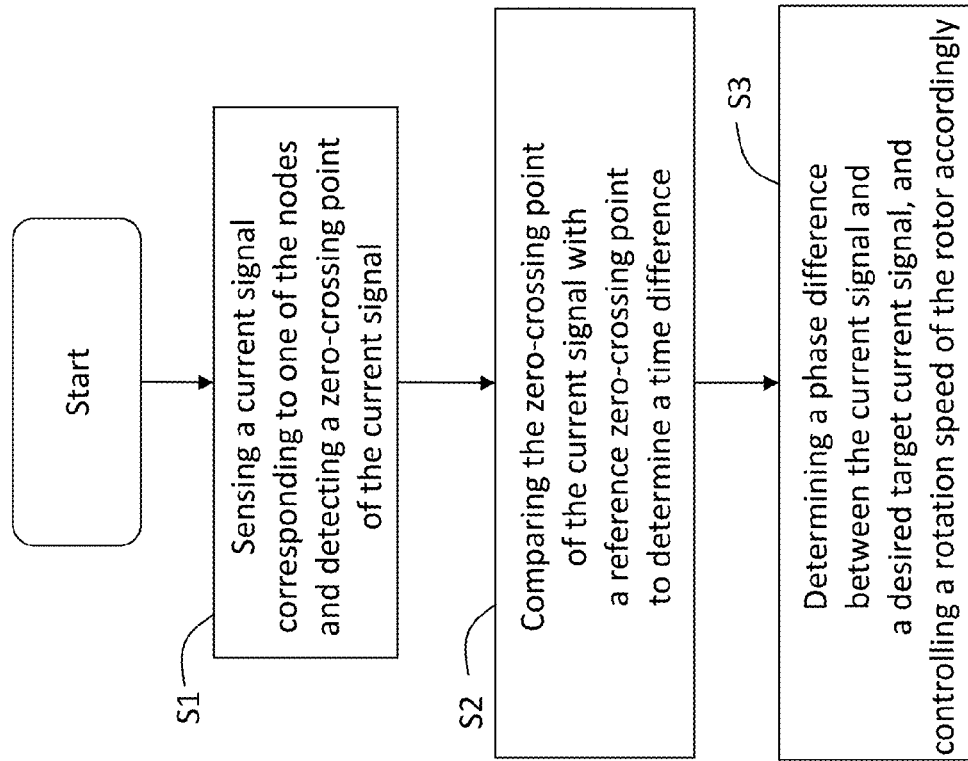 Start
S1
Sensing a current signal
corresponding to one of the nodes
and detecting a zero-crossing point
of the current signal
S2
Comparing the zero-crossing point
of the current signal with
a reference zero-crossing point
to determine a time difference
S3
Determining a phase difference
between the current signal and
a desired target current signal, and
controlling a rotation speed of the rotor accordingly